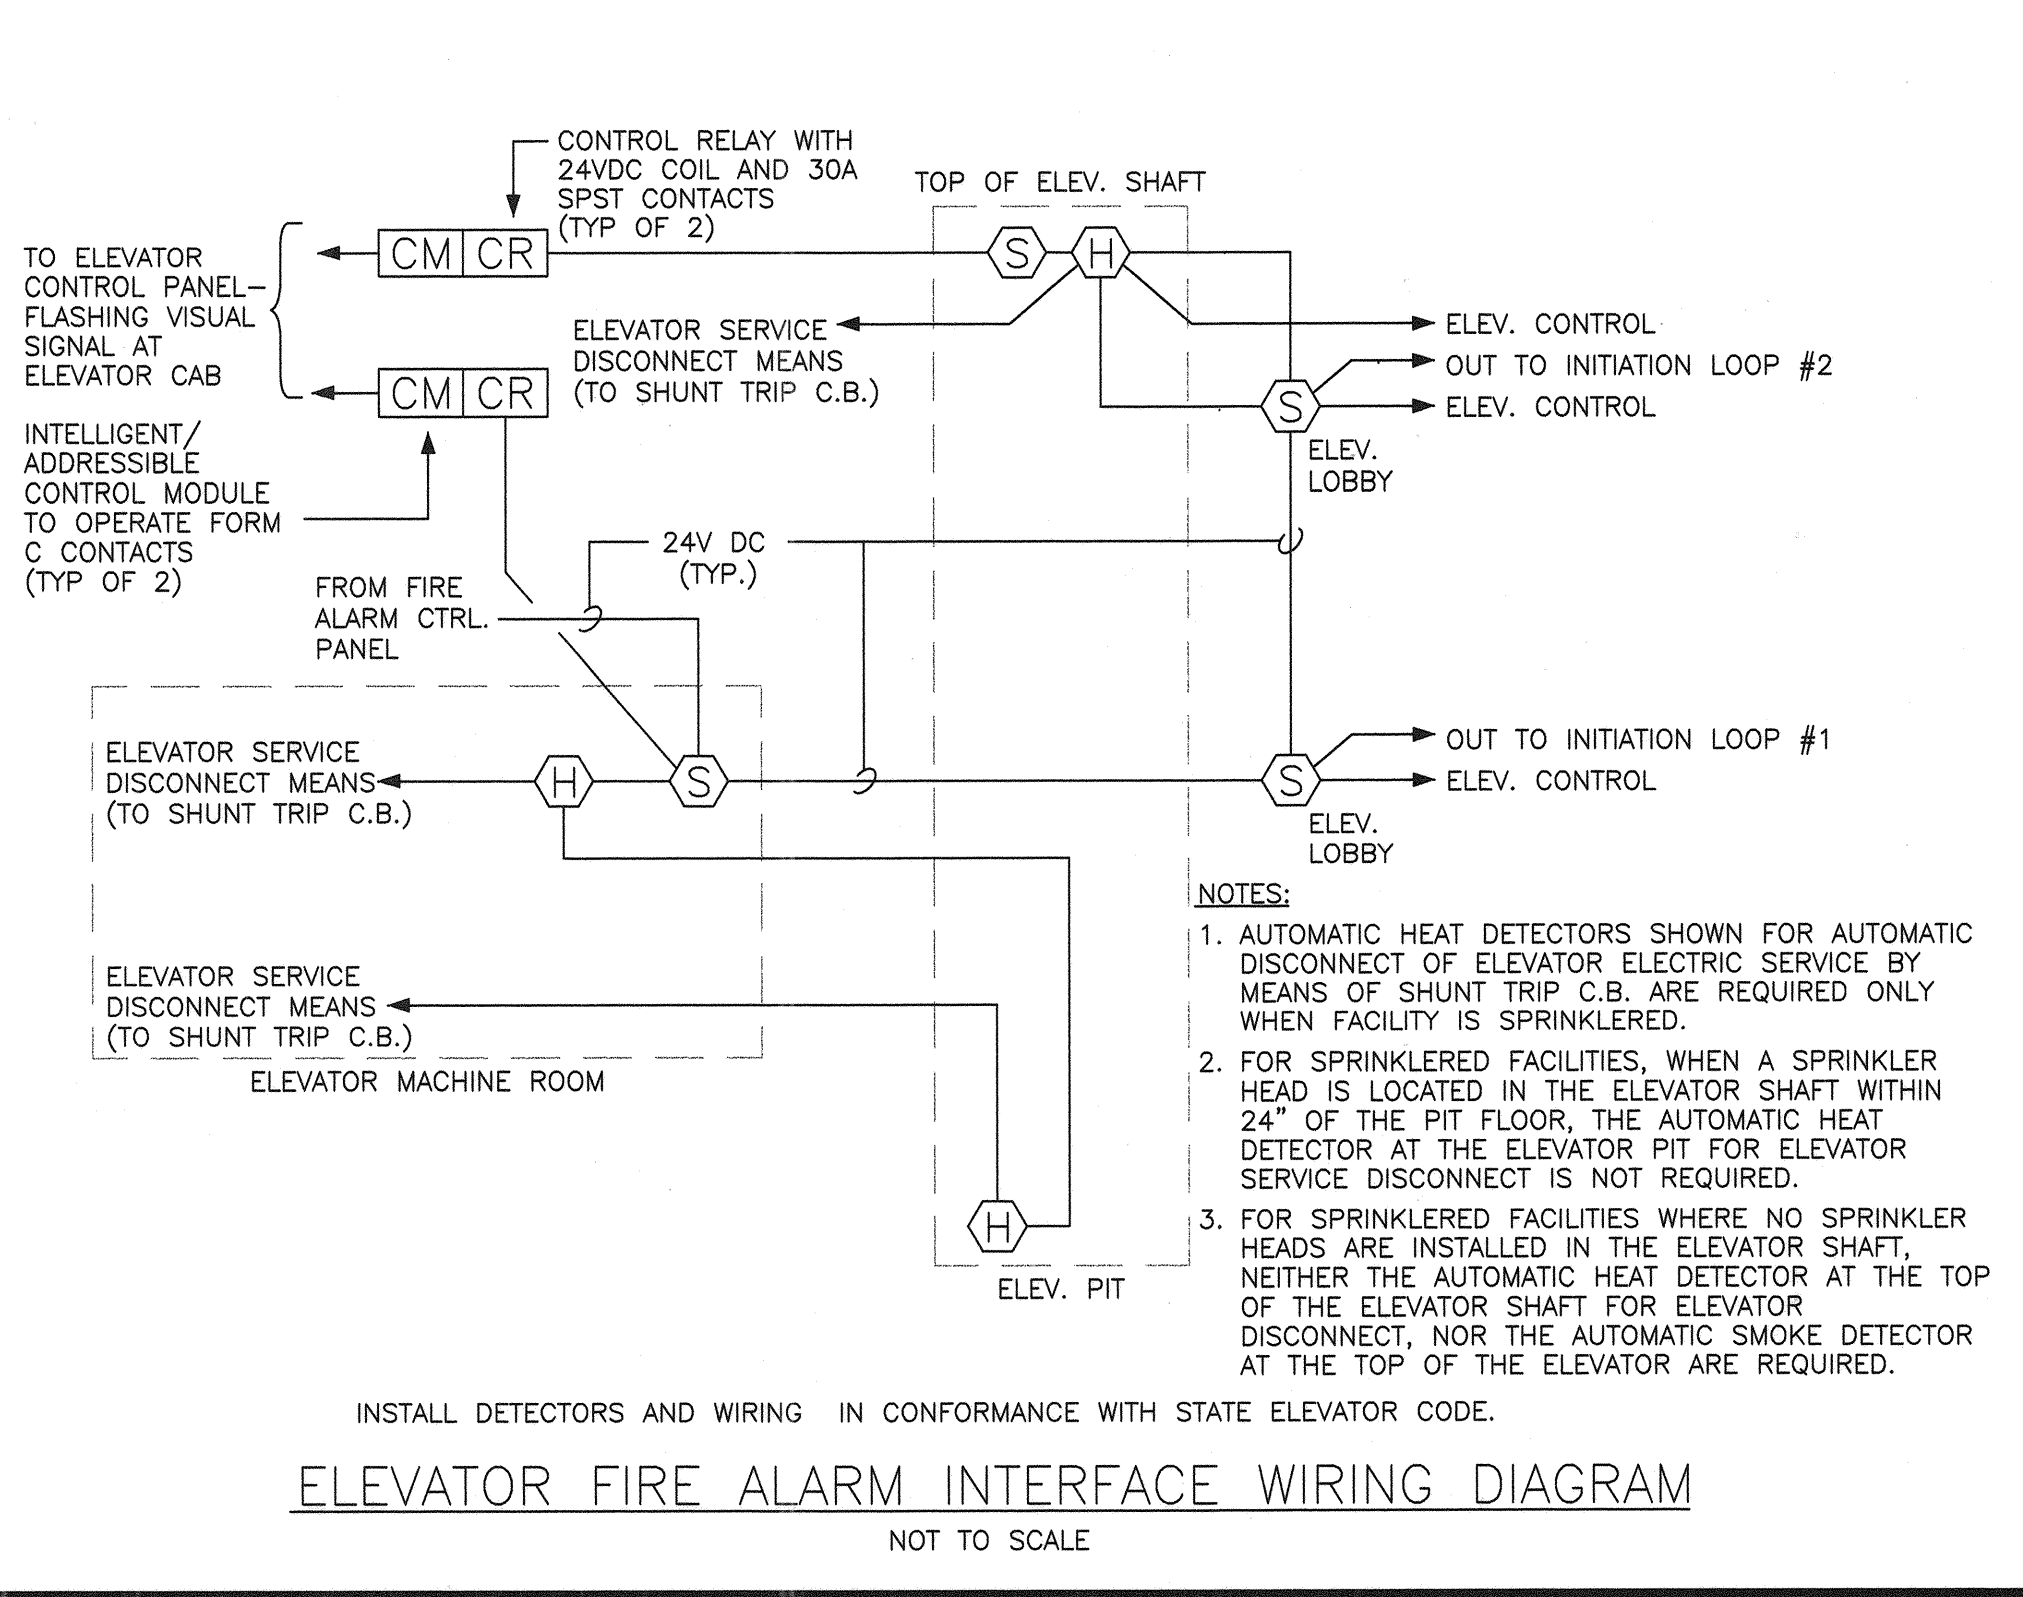 CONTROL RELAY WITH
24VDC COIL AND 30A
SPST CONTACTS
(TYP OF 2)
TOP OF ELEV. SHAFT
TO ELEVATOR
CONTROL PANEL-
FLASHING VISUAL
SIGNAL AT
ELEVATOR CAB
CM CR
S H
ELEVATOR SERVICE
DISCONNECT MEANS
(TO SHUNT TRIP C.B.)
ELEV. CONTROL
OUT TO INITIATION LOOP #2
CM CR
S
ELEV. CONTROL
ELEV.
LOBBY
INTELLIGENT/
ADDRESSIBLE
CONTROL MODULE
TO OPERATE FORM
C CONTACTS
(TYP OF 2)
24V DC
(TYP.)
FROM FIRE
ALARM CTRL.
PANEL
ELEVATOR SERVICE
DISCONNECT MEANS
(TO SHUNT TRIP C.B.)
H S
S
OUT TO INITIATION LOOP #1
ELEV. CONTROL
ELEV.
LOBBY
ELEVATOR SERVICE
DISCONNECT MEANS
(TO SHUNT TRIP C.B.)
ELEVATOR MACHINE ROOM
H
ELEV. PIT
NOTES:
1. AUTOMATIC HEAT DETECTORS SHOWN FOR AUTOMATIC
DISCONNECT OF ELEVATOR ELECTRIC SERVICE BY
MEANS OF SHUNT TRIP C.B. ARE REQUIRED ONLY
WHEN FACILITY IS SPRINKLERED.
2. FOR SPRINKLERED FACILITIES, WHEN A SPRINKLER
HEAD IS LOCATED IN THE ELEVATOR SHAFT WITHIN
24" OF THE PIT FLOOR, THE AUTOMATIC HEAT
DETECTOR AT THE ELEVATOR PIT FOR ELEVATOR
SERVICE DISCONNECT IS NOT REQUIRED.
3. FOR SPRINKLERED FACILITIES WHERE NO SPRINKLER
HEADS ARE INSTALLED IN THE ELEVATOR SHAFT,
NEITHER THE AUTOMATIC HEAT DETECTOR AT THE TOP
OF THE ELEVATOR SHAFT FOR ELEVATOR
DISCONNECT, NOR THE AUTOMATIC SMOKE DETECTOR
AT THE TOP OF THE ELEVATOR ARE REQUIRED.
INSTALL DETECTORS AND WIRING IN CONFORMANCE WITH STATE ELEVATOR CODE.
ELEVATOR FIRE ALARM INTERFACE WIRING DIAGRAM
NOT TO SCALE